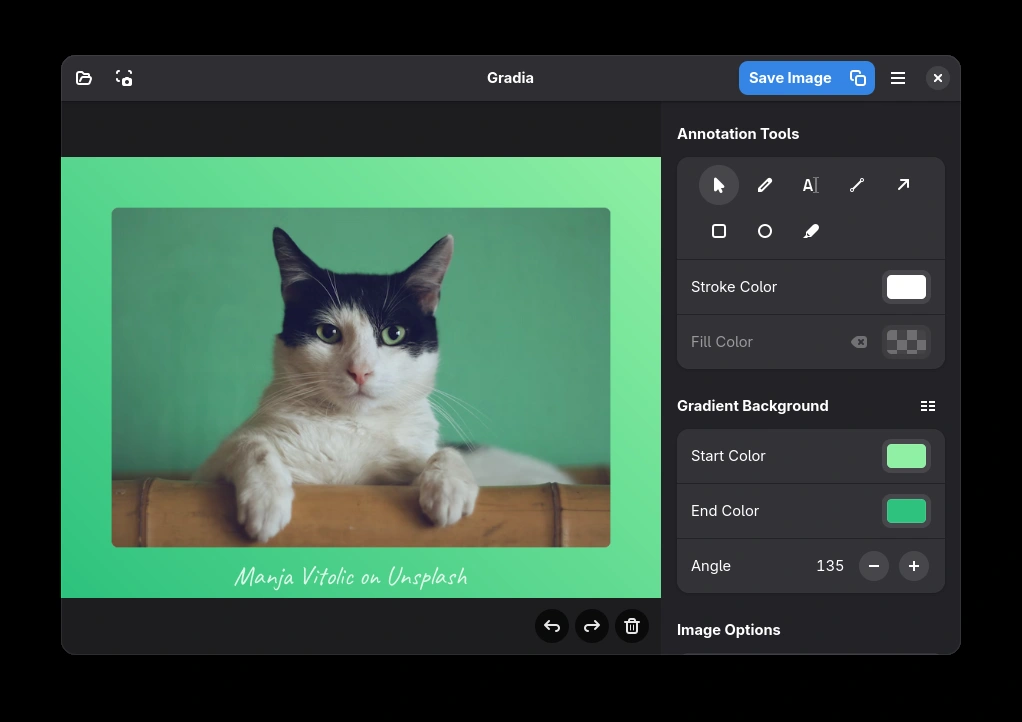 Gradia
Save Image
Annotation Tools
A
Stroke Color
Fill Color
Gradient Background
Start Color
End Color
Angle 135
Image Options
Manja Vitolic on Unsplash